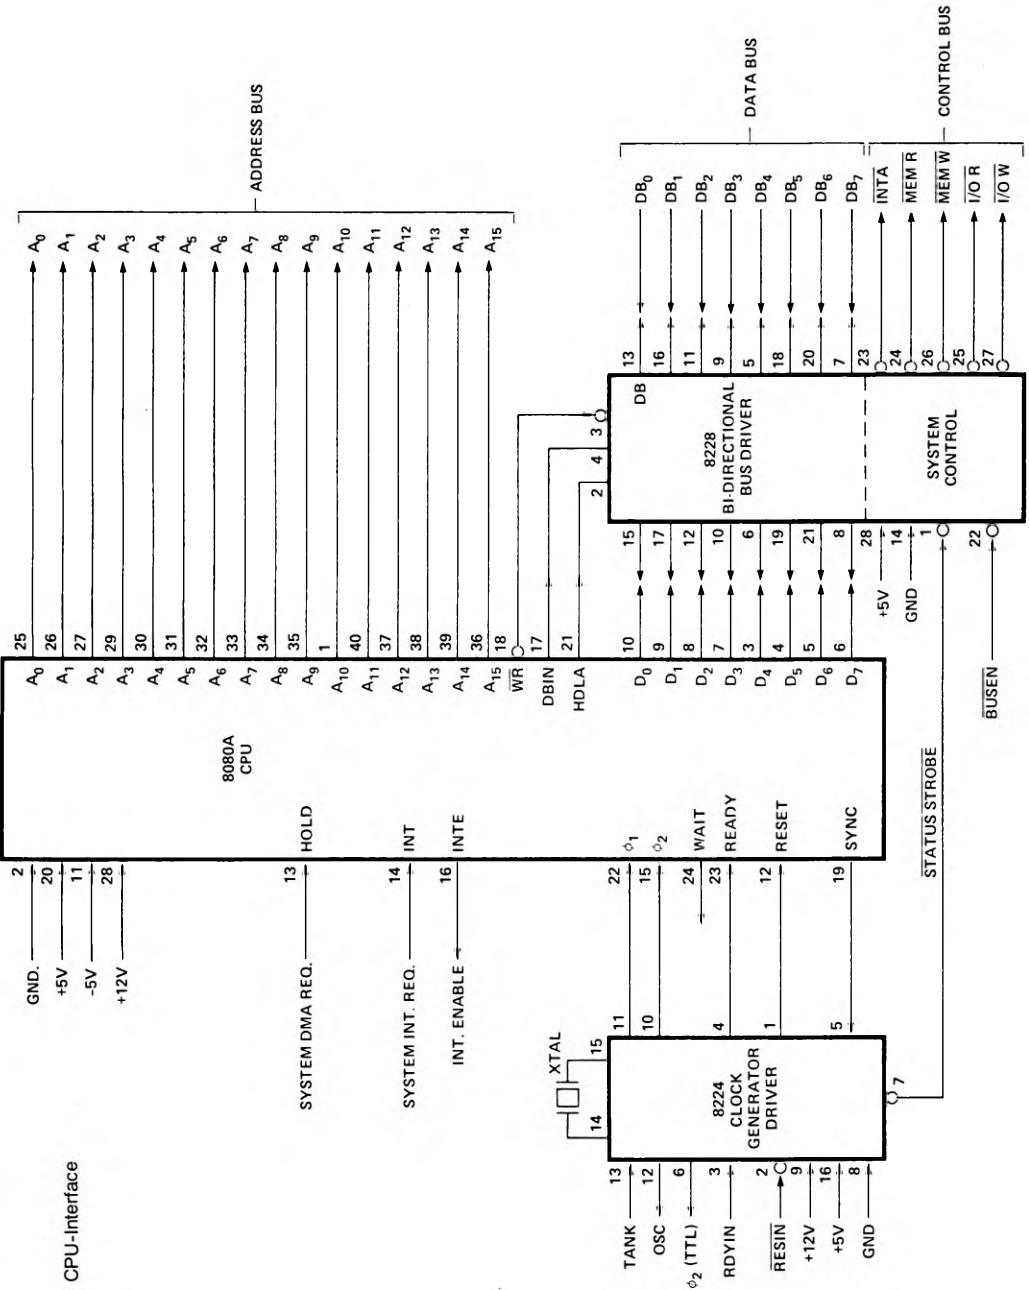 CPU-Interface
GND.
+5V
-5V
+12V
SYSTEM DMA REQ.
SYSTEM INT. REQ.
INT. ENABLE
2
20
11
28
13
14
16
22
15
24
23
12
19
HOLD
INT
INTE
ϕ1
ϕ2
WAIT
READY
RESET
SYNC
8080A
CPU
A0
A1
A2
A3
A4
A5
A6
A7
A8
A9
A10
A11
A12
A13
A14
A15
WR
DBIN
HDLA
D0
D1
D2
D3
D4
D5
D6
D7
25
26
27
29
30
31
32
33
34
35
1
40
37
38
39
36
18
17
21
10
9
8
7
3
4
5
6
A0
A1
A2
A3
A4
A5
A6
A7
A8
A9
A10
A11
A12
A13
A14
A15
ADDRESS BUS
XTAL
14
15
TANK
OSC
ϕ2 (TTL)
RDYIN
RESIN
+12V
+5V
GND
13
12
6
3
2
9
16
8
8224
CLOCK
GENERATOR
DRIVER
11
10
4
1
5
7
STATUS STROBE
BUSEN
+5V
GND
15
17
12
10
6
19
21
8
28
14
1
22
2
4
3
DB
8228
BI-DIRECTIONAL
BUS DRIVER
SYSTEM
CONTROL
13
16
11
9
5
18
20
7
23
24
26
25
27
DB0
DB1
DB2
DB3
DB4
DB5
DB6
DB7
INTA
MEM R
MEM W
I/O R
I/O W
DATA BUS
CONTROL BUS